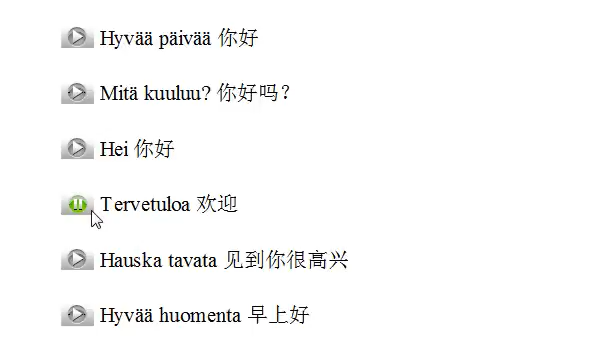 Hyvää päivää 你好
Mitä kuuluu? 你好吗？
Hei 你好
Tervetuloa 欢迎
Hauska tavata 见到你很高兴
Hyvää huomenta 早上好